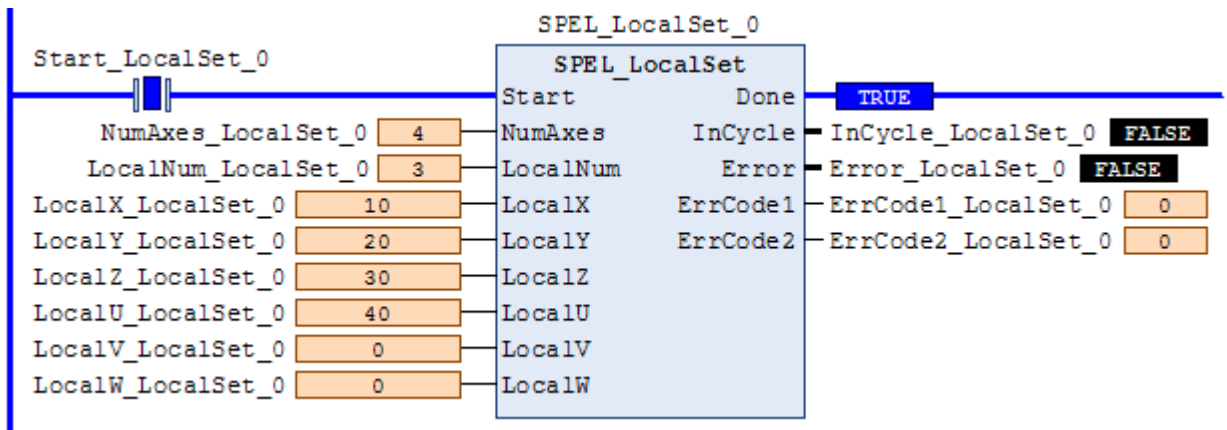 SPEL_LocalSet_0
Start_LocalSet_0
SPEL_LocalSet
Start Done TRUE
NumAxes_LocalSet_0 4 NumAxes InCycle InCycle_LocalSet_0 FALSE
LocalNum_LocalSet_0 3 LocalNum Error Error_LocalSet_0 FALSE
LocalX_LocalSet_0 10 LocalX ErrCode1 ErrCode1_LocalSet_0 0
LocalY_LocalSet_0 20 LocalY ErrCode2 ErrCode2_LocalSet_0 0
LocalZ_LocalSet_0 30 LocalZ
LocalU_LocalSet_0 40 LocalU
LocalV_LocalSet_0 0 LocalV
LocalW_LocalSet_0 0 LocalW